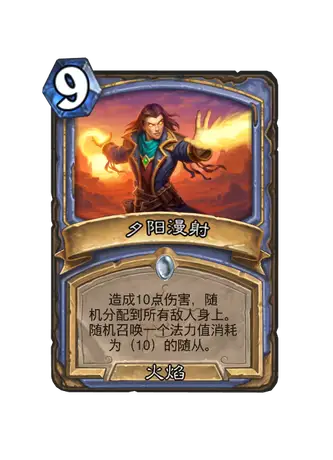 9
夕阳漫射
造成10点伤害，随
机分配到所有敌人身上。
随机召唤一个法力值消耗
为（10）的随从。
火焰